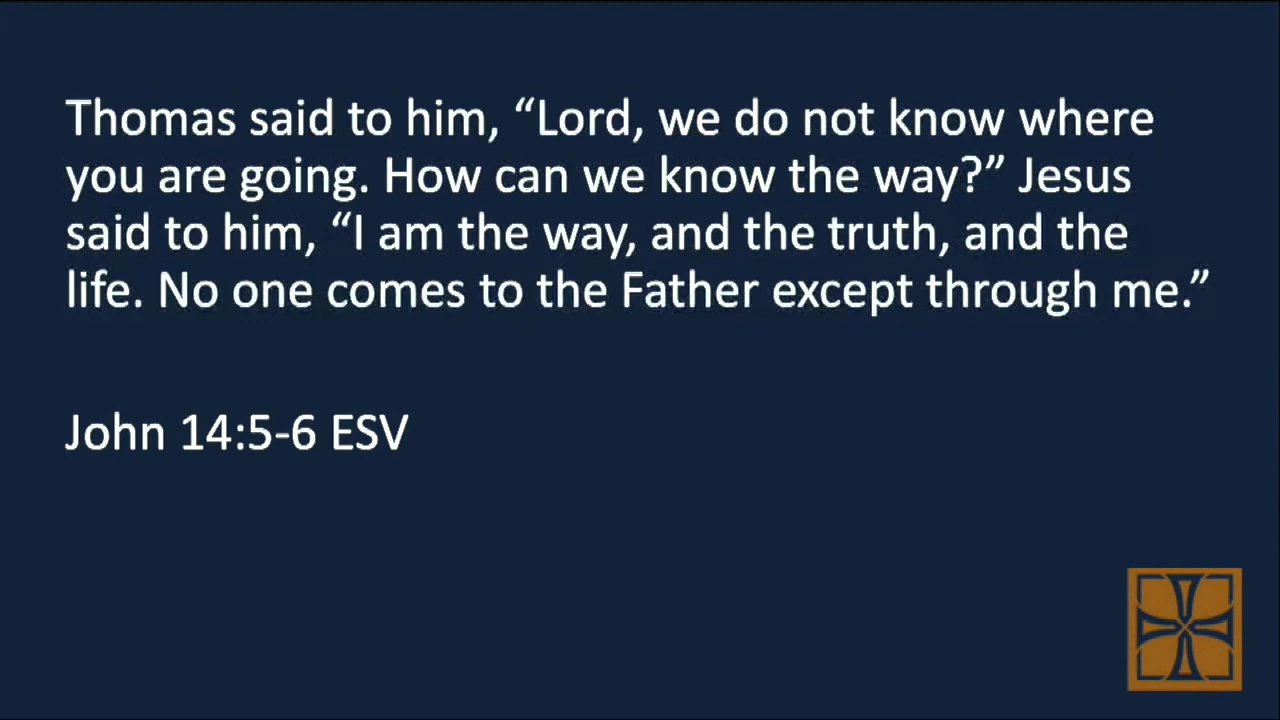 Thomas said to him, “Lord, we do not know where
you are going. How can we know the way?” Jesus
said to him, “I am the way, and the truth, and the
life. No one comes to the Father except through me.”
John 14:5-6 ESV